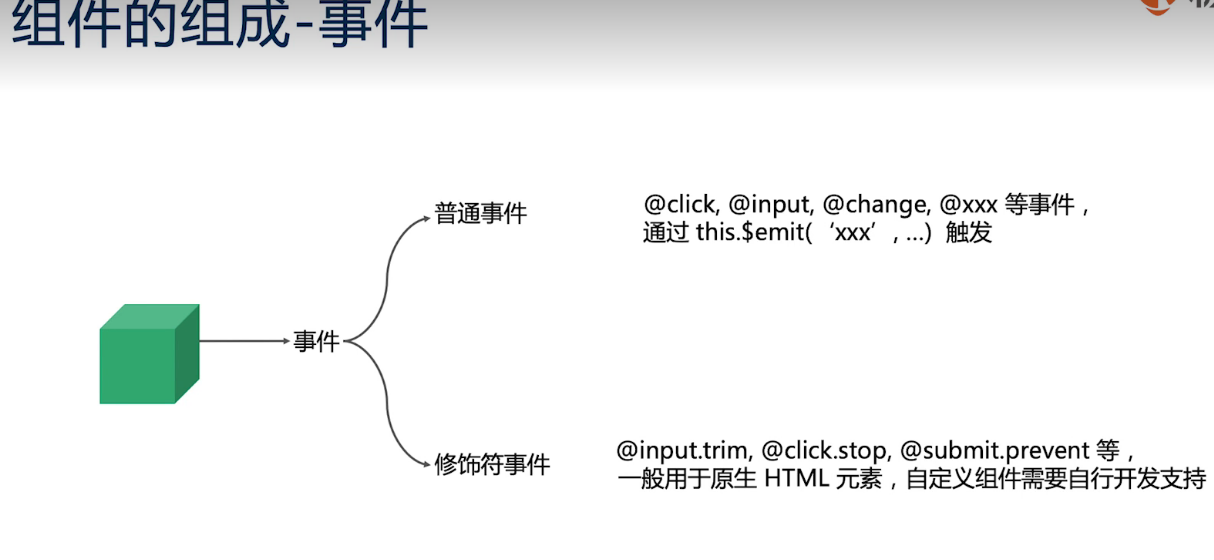 组件的组成-事件
普通事件
@click, @input, @change, @xxx 等事件，
通过 this.$emit(‘xxx’, ...) 触发
事件
修饰符事件
@input.trim, @click.stop, @submit.prevent 等，
一般用于原生 HTML 元素，自定义组件需要自行开发支持